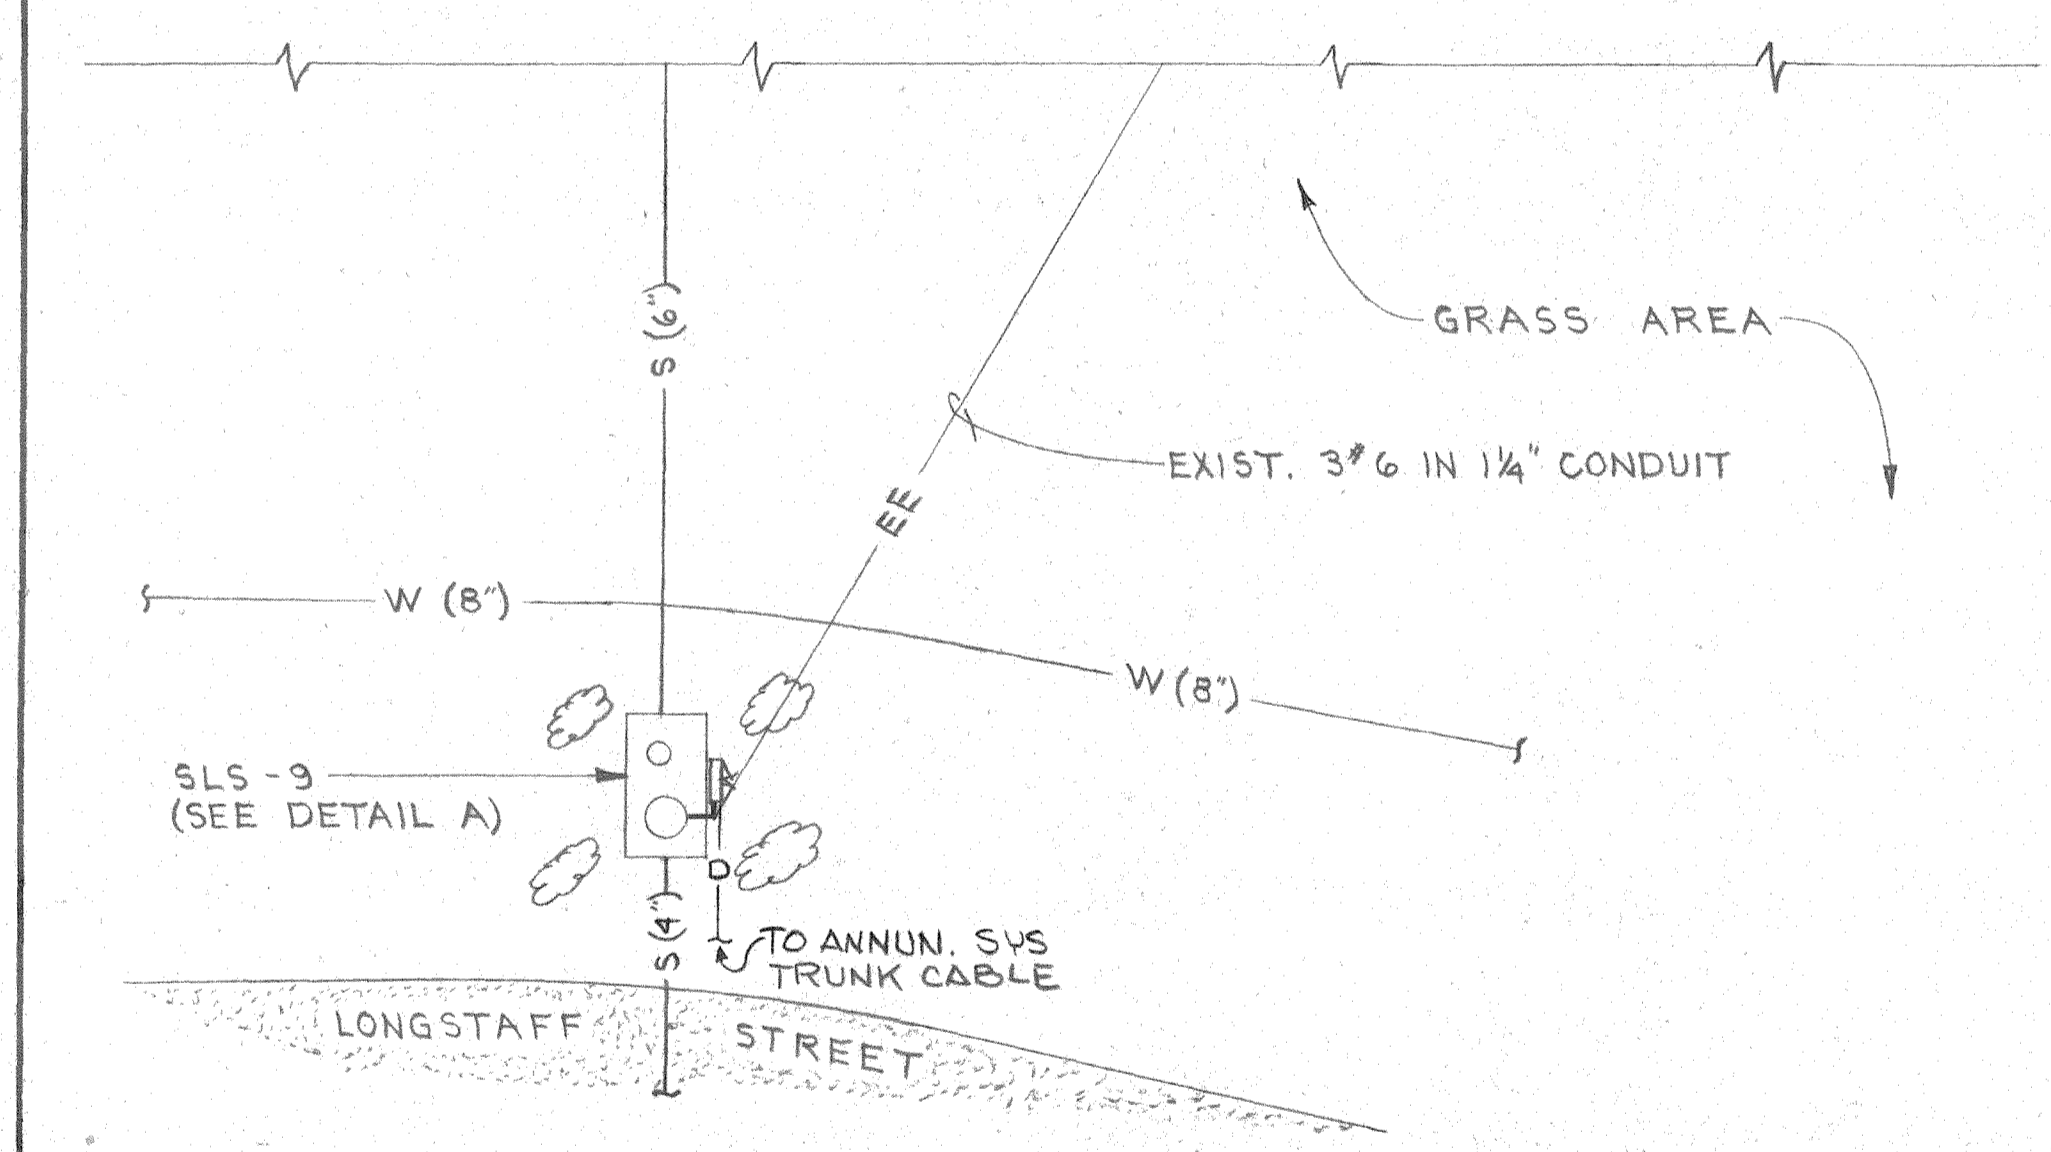 S (6")
GRASS AREA
EXIST. 3#6 IN 1¼" CONDUIT
EE
W (8")
W (8")
SLS-9
(SEE DETAIL A)
D
S (4")
TO ANNUN. SYS
TRUNK CABLE
LONGSTAFF STREET